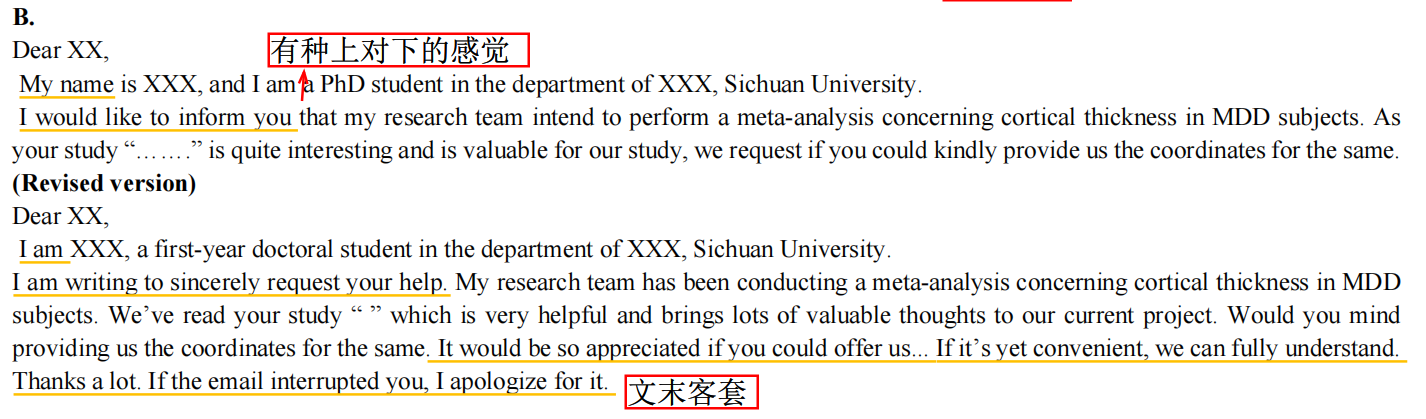 B.
Dear XX,
有种上对下的感觉
My name is XXX, and I am a PhD student in the department of XXX, Sichuan University.
I would like to inform you that my research team intend to perform a meta-analysis concerning cortical thickness in MDD subjects. As
your study “…….” is quite interesting and is valuable for our study, we request if you could kindly provide us the coordinates for the same.
(Revised version)
Dear XX,
I am XXX, a first-year doctoral student in the department of XXX, Sichuan University.
I am writing to sincerely request your help. My research team has been conducting a meta-analysis concerning cortical thickness in MDD
subjects. We’ve read your study “ ” which is very helpful and brings lots of valuable thoughts to our current project. Would you mind
providing us the coordinates for the same. It would be so appreciated if you could offer us... If it’s yet convenient, we can fully understand.
Thanks a lot. If the email interrupted you, I apologize for it.
文末客套